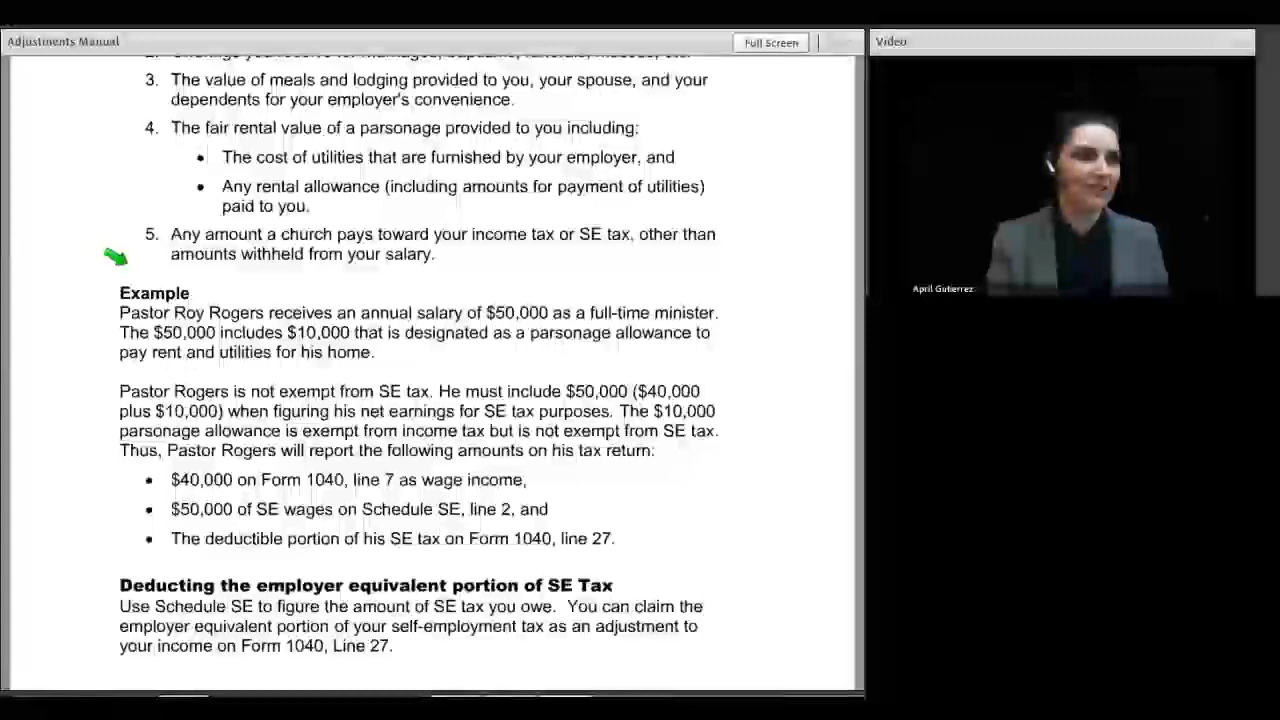 Adjustments Manual
Full Screen
Video
3. The value of meals and lodging provided to you, your spouse, and your
dependents for your employer's convenience.
4. The fair rental value of a parsonage provided to you including:
• The cost of utilities that are furnished by your employer, and
• Any rental allowance (including amounts for payment of utilities)
paid to you.
5. Any amount a church pays toward your income tax or SE tax, other than
amounts withheld from your salary.
Example
Pastor Roy Rogers receives an annual salary of $50,000 as a full-time minister.
The $50,000 includes $10,000 that is designated as a parsonage allowance to
pay rent and utilities for his home.
Pastor Rogers is not exempt from SE tax. He must include $50,000 ($40,000
plus $10,000) when figuring his net earnings for SE tax purposes. The $10,000
parsonage allowance is exempt from income tax but is not exempt from SE tax.
Thus, Pastor Rogers will report the following amounts on his tax return:
• $40,000 on Form 1040, line 7 as wage income,
• $50,000 of SE wages on Schedule SE, line 2, and
• The deductible portion of his SE tax on Form 1040, line 27.
Deducting the employer equivalent portion of SE Tax
Use Schedule SE to figure the amount of SE tax you owe. You can claim the
employer equivalent portion of your self-employment tax as an adjustment to
your income on Form 1040, Line 27.
April Gutierrez